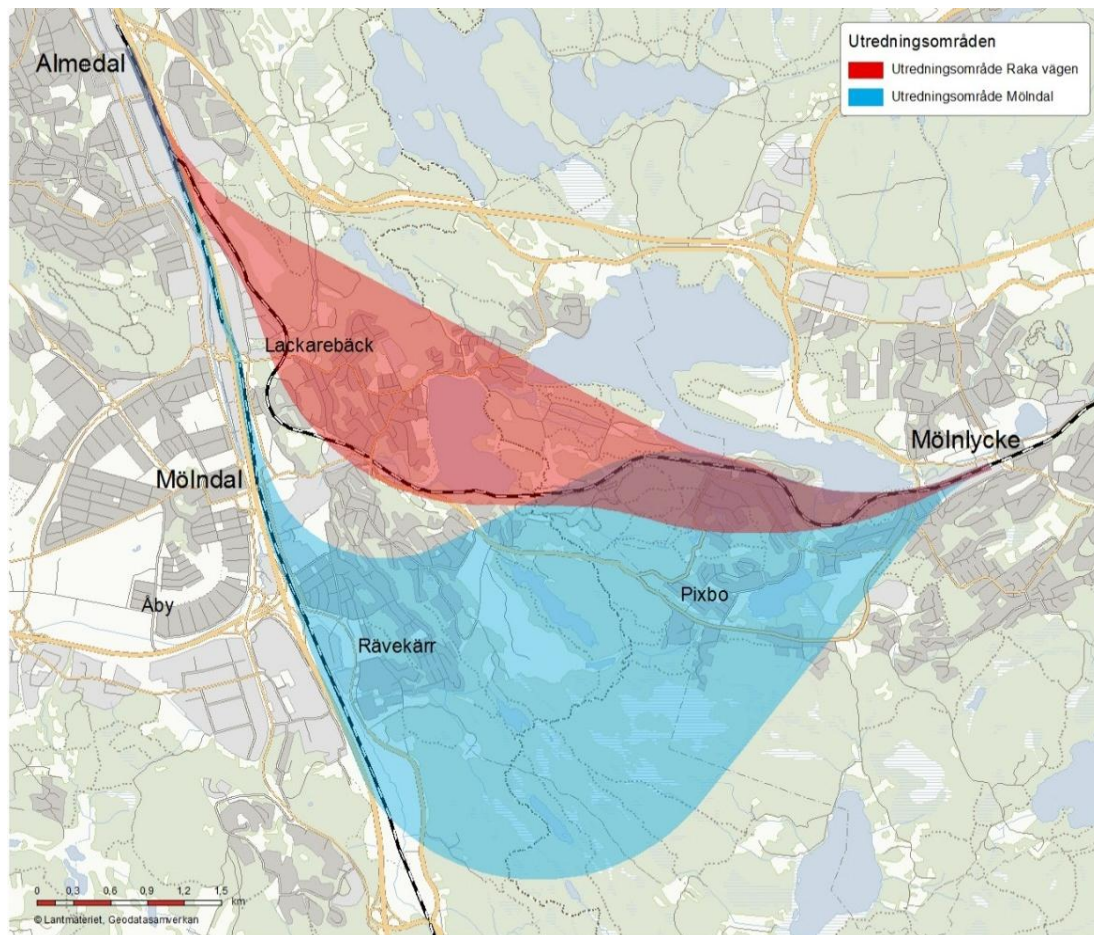 Utredningsområden
Utredningsområde Raka vägen
Utredningsområde Mölndal
Almedal
Lackarebäck
Mölnlycke
Mölndal
Pixbo
Åby
Rävekärr
0 0,3 0,6 0,9 1,2 1,5
km
© Lantmäteriet, Geodatasamverkan